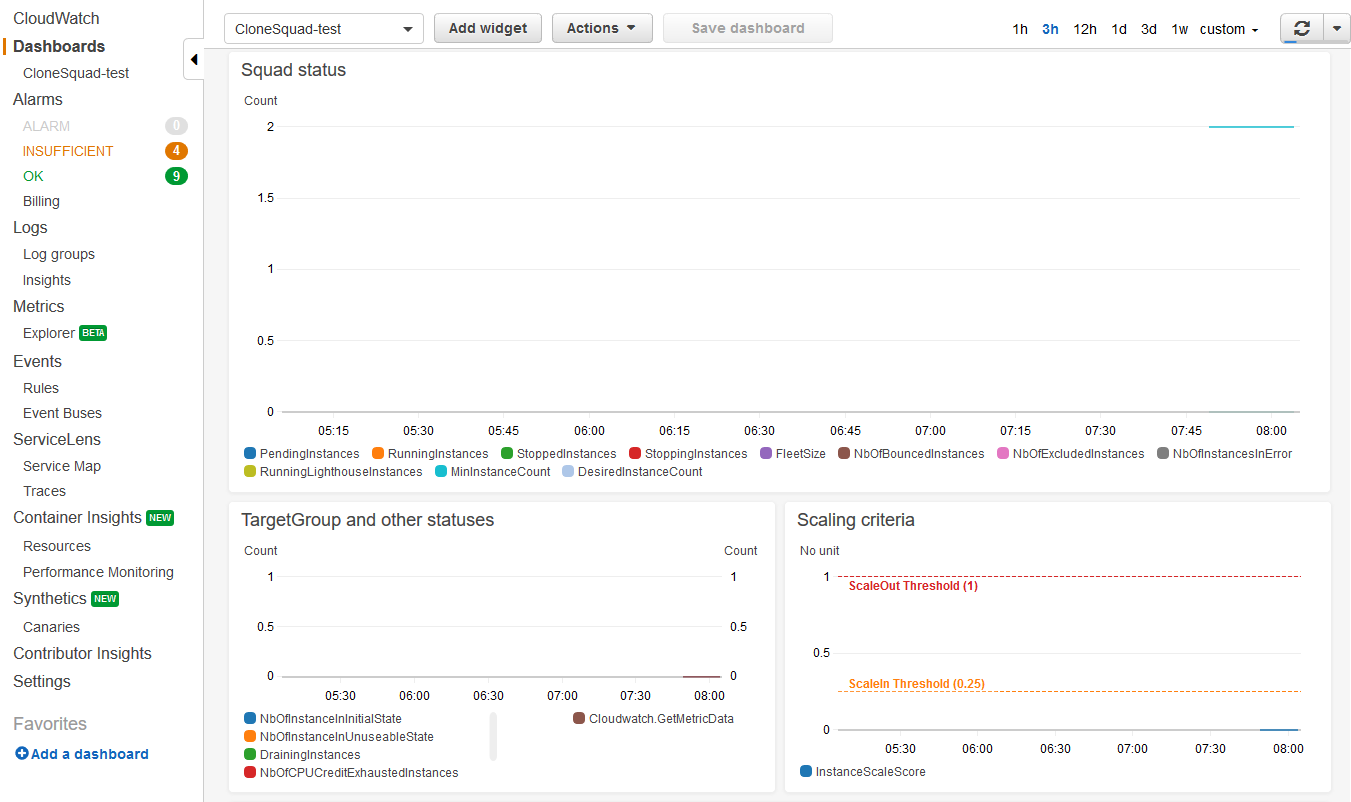 CloudWatch
Dashboards
CloneSquad-test
Alarms
ALARM 0
INSUFFICIENT 4
OK 9
Billing
Logs
Log groups
Insights
Metrics
Explorer BETA
Events
Rules
Event Buses
ServiceLens
Service Map
Traces
Container Insights NEW
Resources
Performance Monitoring
Synthetics NEW
Canaries
Contributor Insights
Settings
Favorites
Add a dashboard
CloneSquad-test Add widget Actions Save dashboard 1h 3h 12h 1d 3d 1w custom
Squad status
Count
2
1.5
1
0.5
0
05:15 05:30 05:45 06:00 06:15 06:30 06:45 07:00 07:15 07:30 07:45 08:00
PendingInstances RunningInstances StoppedInstances StoppingInstances FleetSize NbOfBouncedInstances NbOfExcludedInstances NbOfInstancesInError
RunningLighthouseInstances MinInstanceCount DesiredInstanceCount
TargetGroup and other statuses
Count Count
1 1
0.5 0.5
0 0
05:30 06:00 06:30 07:00 07:30 08:00
NbOfInstanceInInitialState Cloudwatch.GetMetricData
NbOfInstanceInUnuseableState
DrainingInstances
NbOfCPUCreditExhaustedInstances
Scaling criteria
No unit
1
ScaleOut Threshold (1)
0.5
ScaleIn Threshold (0.25)
0
05:30 06:00 06:30 07:00 07:30 08:00
InstanceScaleScore